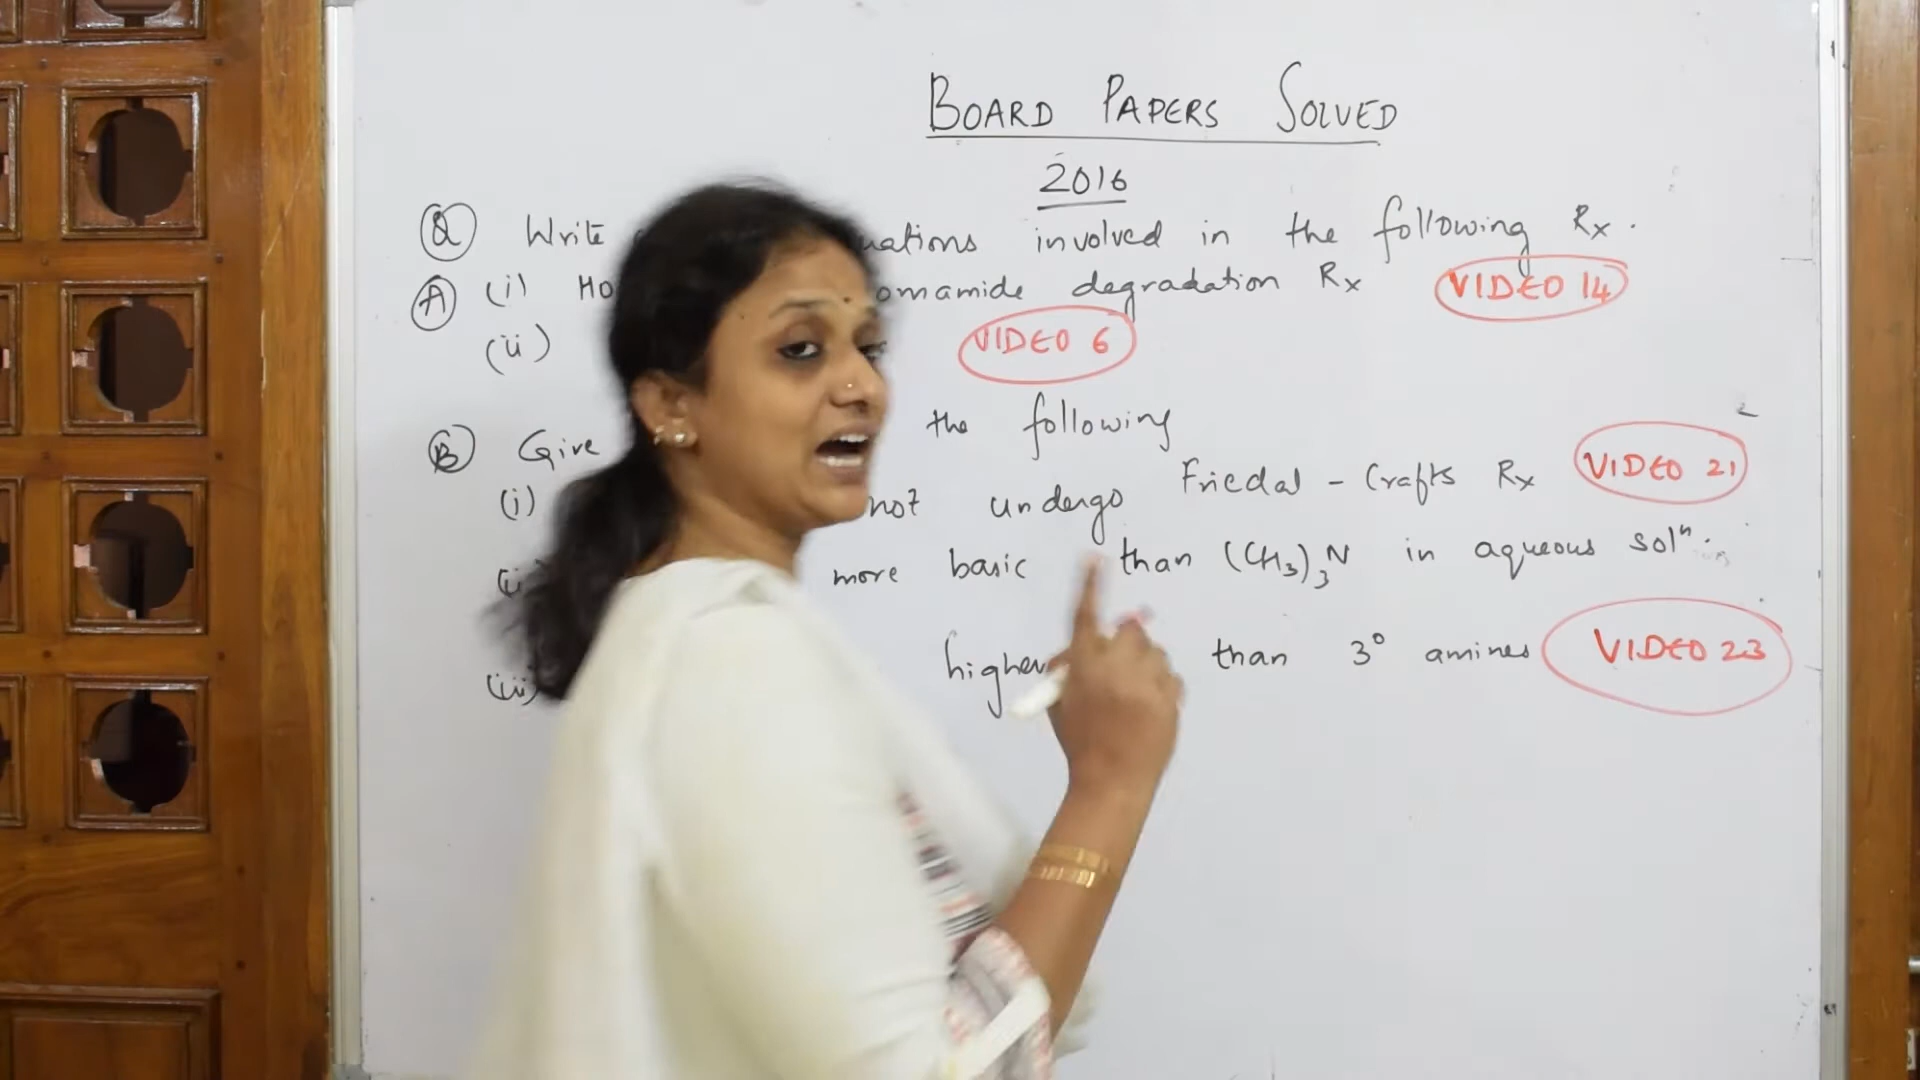 BOARD PAPERS SOLVED
2016
Q Write uations involved in the following Rx.
A (i) Ho omamide degradation Rx VIDEO 14
(ii) VIDEO 6
B Give the following
(i) not undergo Friedal - Crafts Rx VIDEO 21
(ii) more basic than (CH3)3N in aqueous solⁿ.
(iii) higher than 3° amines VIDEO 23